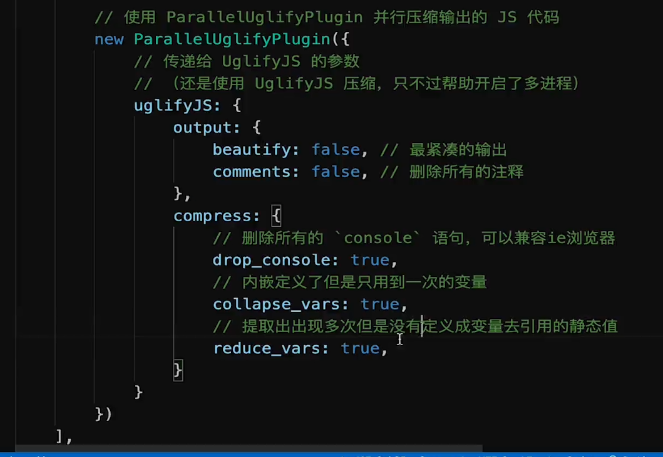 // 使用 ParallelUglifyPlugin 并行压缩输出的 JS 代码
new ParallelUglifyPlugin({
// 传递给 UglifyJS 的参数
// （还是使用 UglifyJS 压缩，只不过帮助开启了多进程）
uglifyJS: {
output: {
beautify: false, // 最紧凑的输出
comments: false, // 删除所有的注释
},
compress: {
// 删除所有的 `console` 语句，可以兼容ie浏览器
drop_console: true,
// 内嵌定义了但是只用到一次的变量
collapse_vars: true,
// 提取出出现多次但是没有定义成变量去引用的静态值
reduce_vars: true,
}
}
})
],